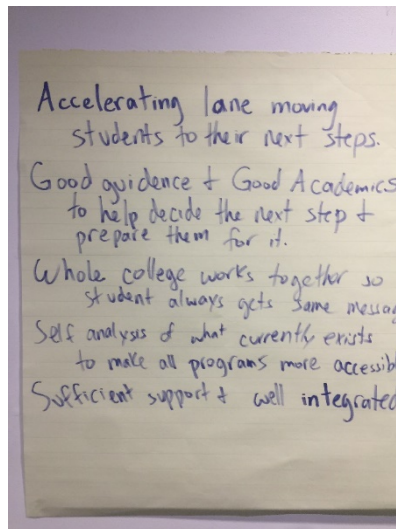 Accelerating lane moving
students to their next steps.
Good guidence & Good Academics
to help decide the next step &
prepare them for it.
Whole college works together so
student always gets same messag
Self analysis of what currently exists
to make all programs more accessib
Sufficient support & well integrated